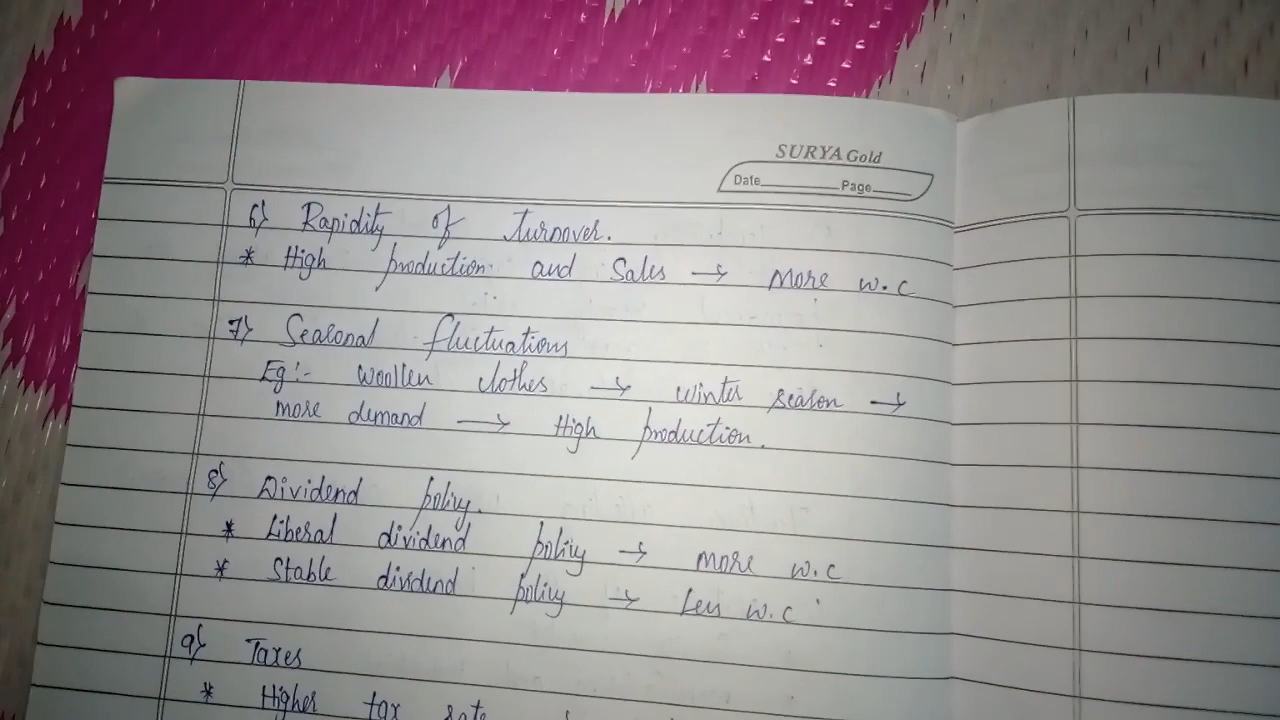 SURYA Gold
Date Page
6) Rapidity of turnover.
* High production and Sales → More w.c
7) Seasonal fluctuations
Eg:- woollen clothes → winter season →
more demand → High production.
8) Dividend policy.
* Liberal dividend policy → more w.c
* Stable dividend policy → Less w.c
9) Taxes
* Higher tax rate